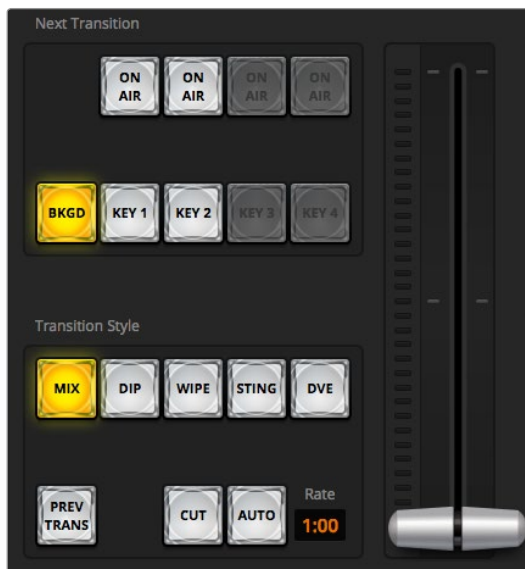 Next Transition
ON AIR ON AIR ON AIR ON AIR
BKGD KEY 1 KEY 2 KEY 3 KEY 4
Transition Style
MIX DIP WIPE STING DVE
PREV TRANS CUT AUTO Rate 1:00